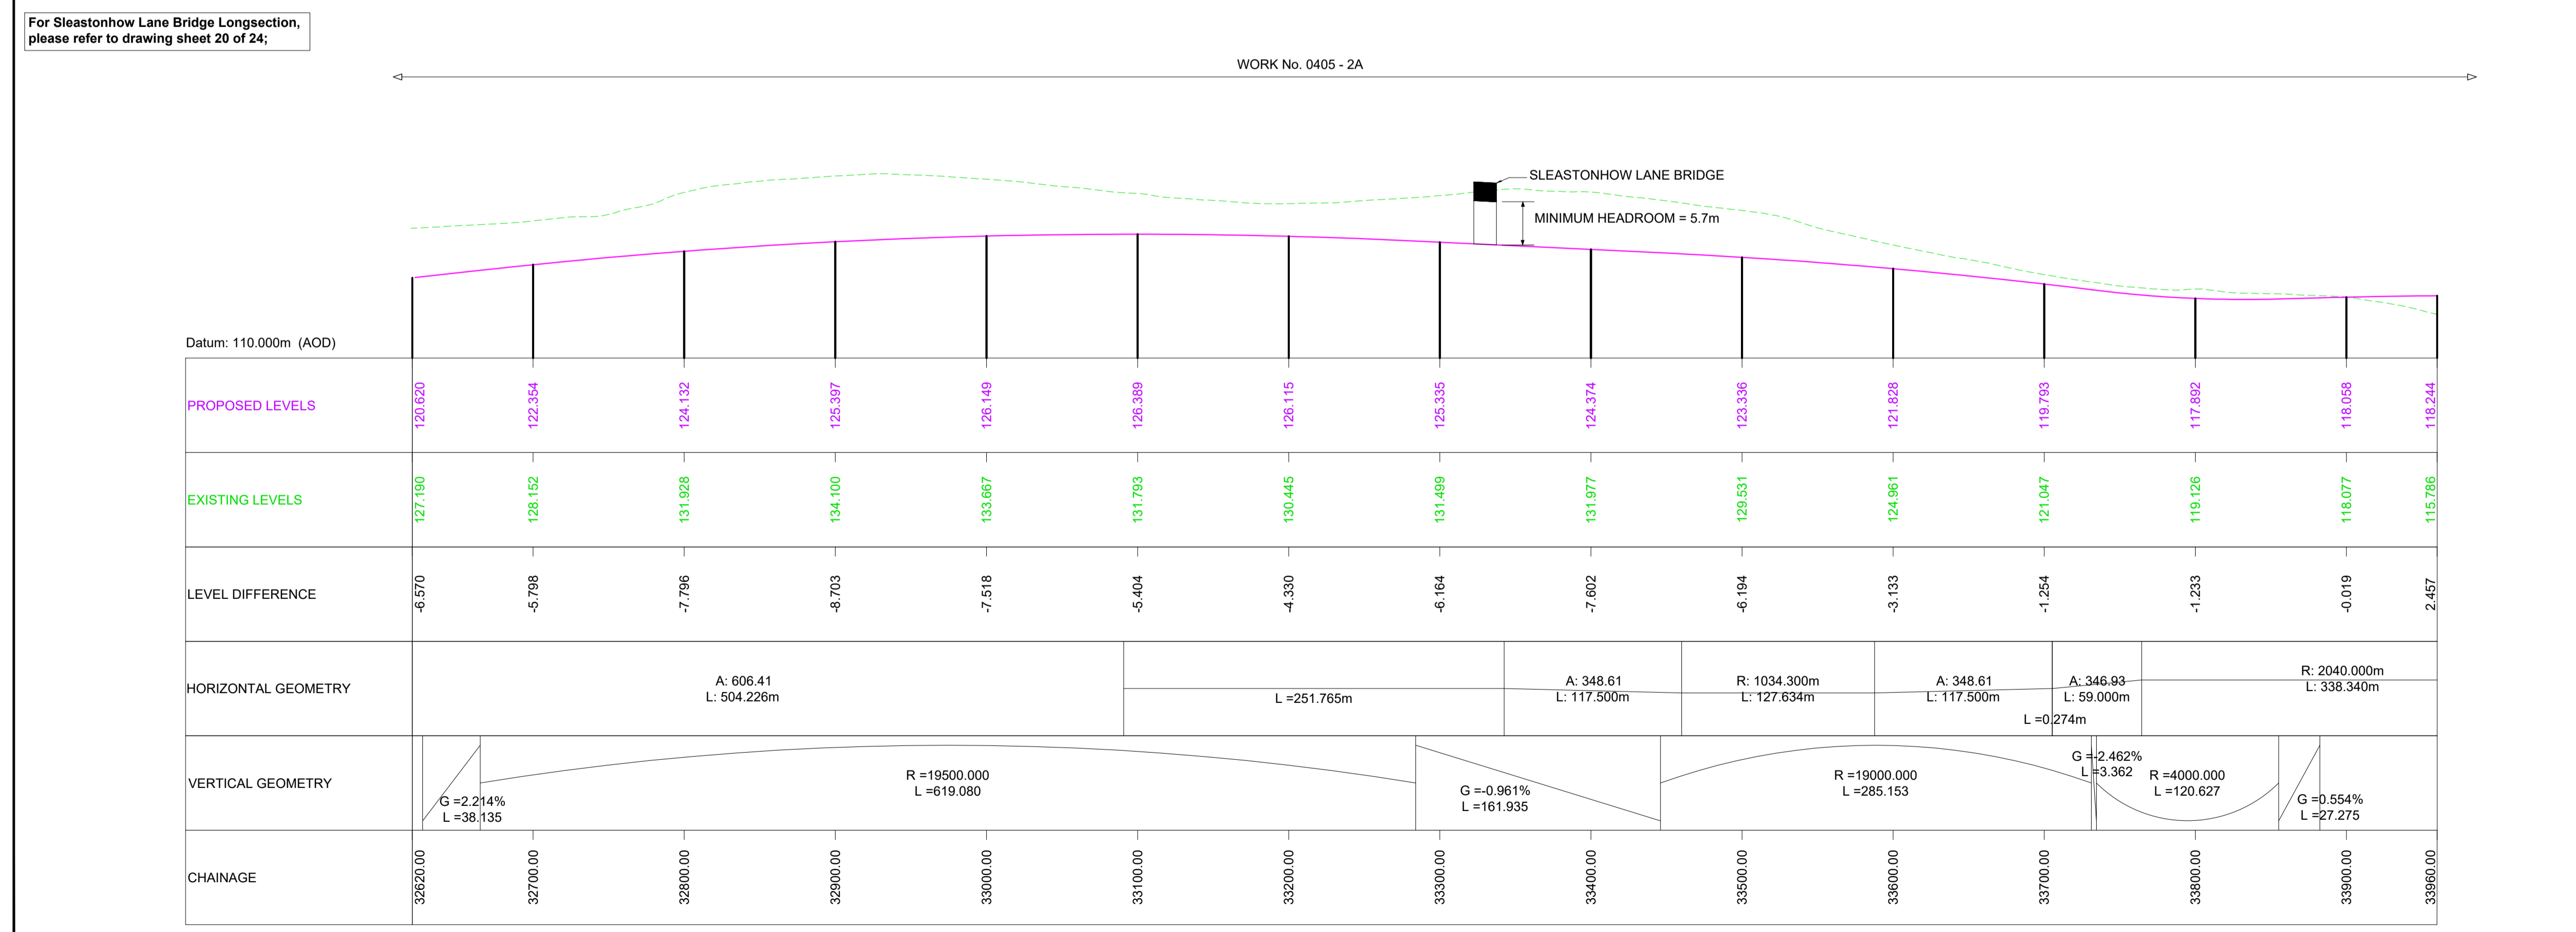 For Sleastonhow Lane Bridge Longsection,
please refer to drawing sheet 20 of 24;
WORK No. 0405 - 2A
SLEASTONHOW LANE BRIDGE
MINIMUM HEADROOM = 5.7m
Datum: 110.000m (AOD)
PROPOSED LEVELS
120.620
122.354
124.132
125.397
126.149
126.389
126.115
125.335
124.374
123.336
121.828
119.793
117.892
118.058
118.244
EXISTING LEVELS
127.190
128.152
131.928
134.100
133.667
131.793
130.445
131.499
131.977
129.531
124.961
121.047
119.126
118.077
115.786
LEVEL DIFFERENCE
-6.570
-5.798
-7.796
-8.703
-7.518
-5.404
-4.330
-6.164
-7.602
-6.194
-3.133
-1.254
-1.233
-0.019
2.457
HORIZONTAL GEOMETRY
A: 606.41
L: 504.226m
L =251.765m
A: 348.61
L: 117.500m
R: 1034.300m
L: 127.634m
A: 348.61
L: 117.500m
L =0.274m
A: 346.93
L: 59.000m
R: 2040.000m
L: 338.340m
VERTICAL GEOMETRY
G =2.214%
L =38.135
R =19500.000
L =619.080
G =-0.961%
L =161.935
R =19000.000
L =285.153
G =-2.462%
L =3.362
R =4000.000
L =120.627
G =0.554%
L =27.275
CHAINAGE
32620.00
32700.00
32800.00
32900.00
33000.00
33100.00
33200.00
33300.00
33400.00
33500.00
33600.00
33700.00
33800.00
33900.00
33960.00